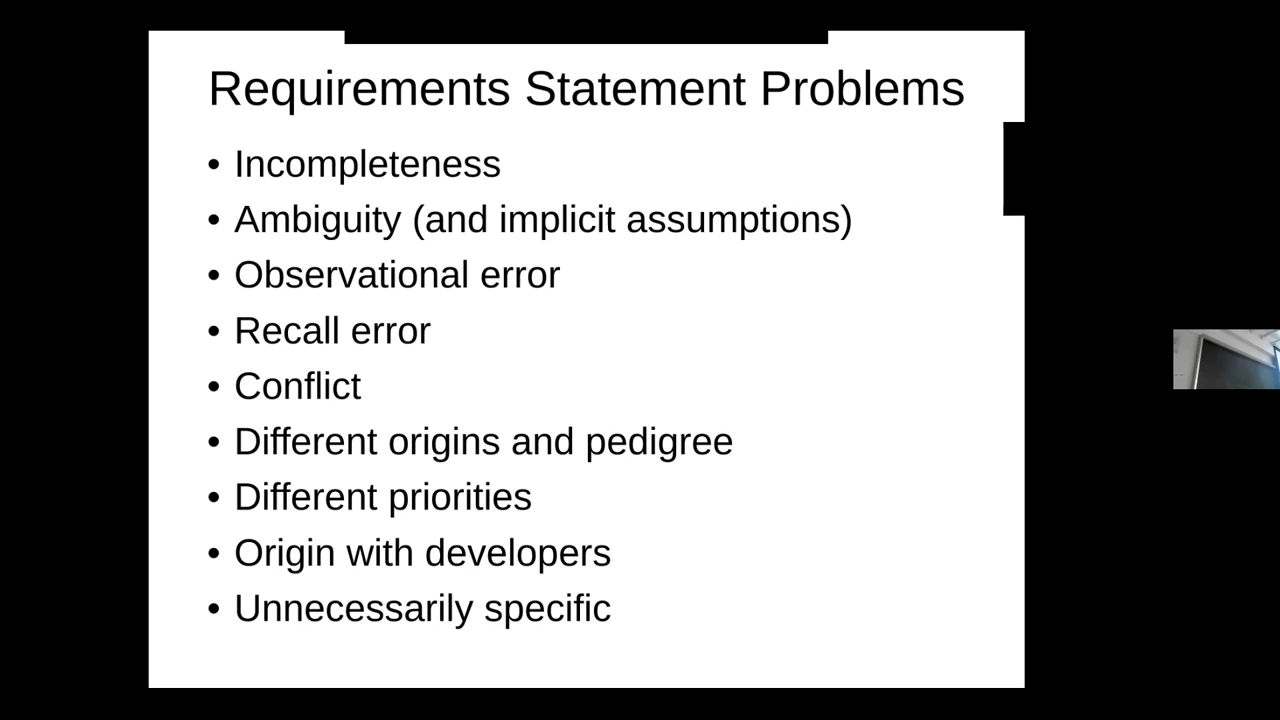 Requirements Statement Problems
• Incompleteness
• Ambiguity (and implicit assumptions)
• Observational error
• Recall error
• Conflict
• Different origins and pedigree
• Different priorities
• Origin with developers
• Unnecessarily specific